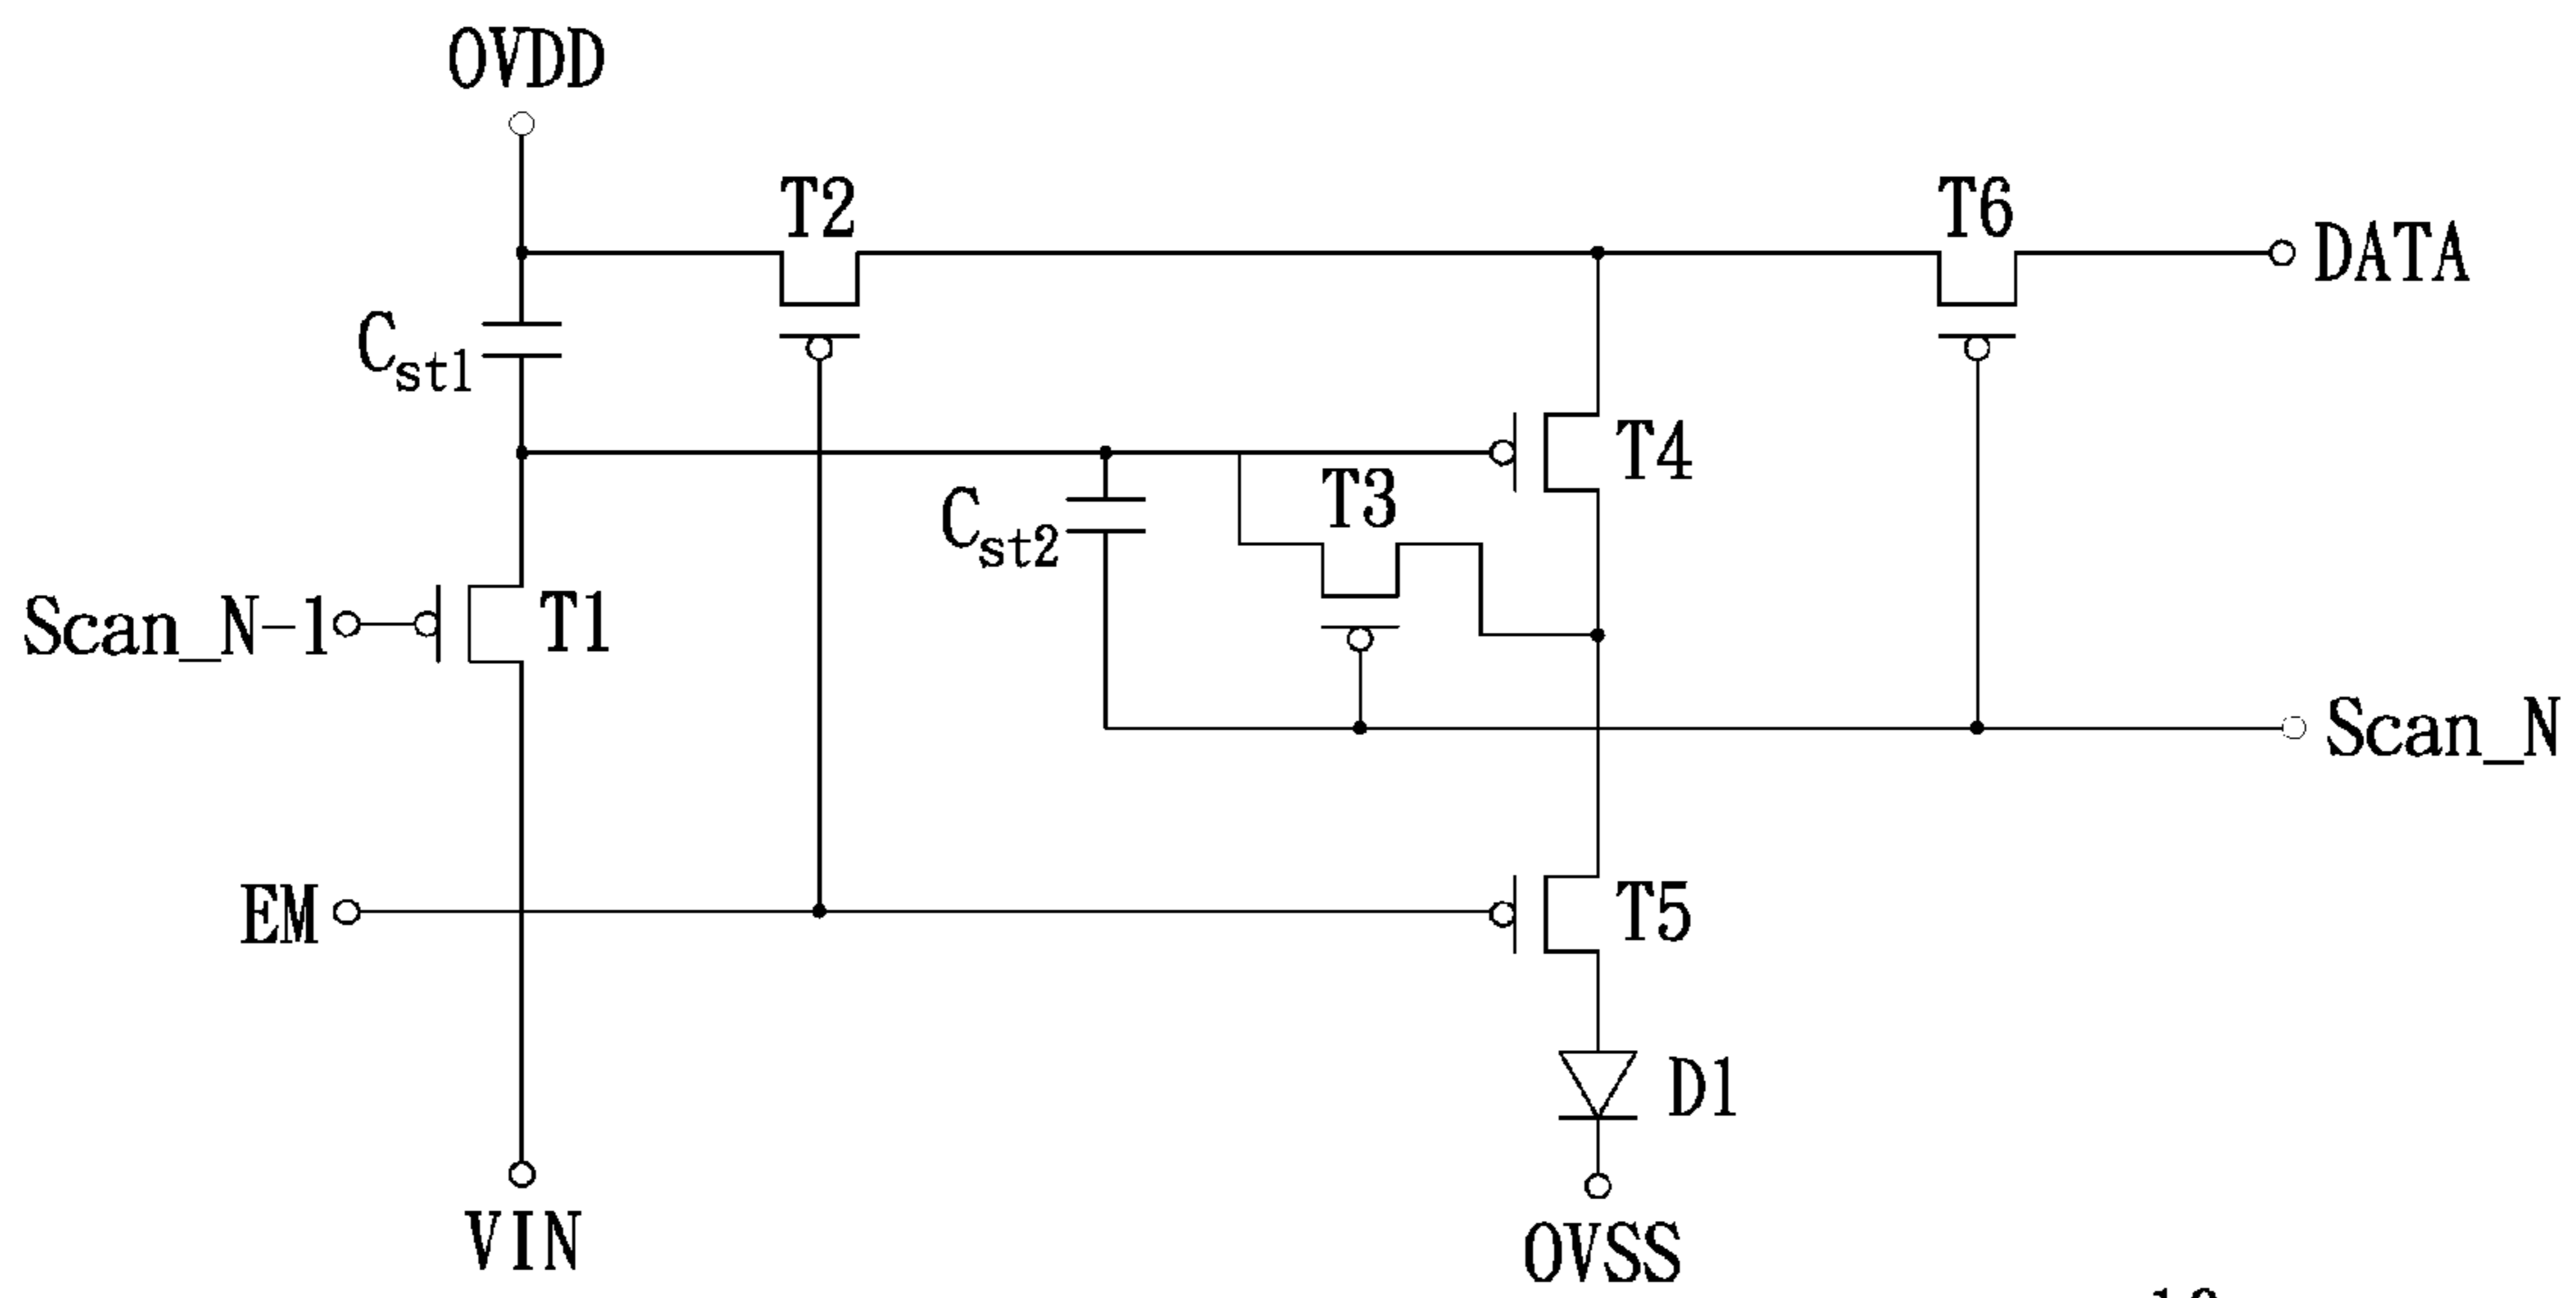 OVDD
T2
T6
DATA
Cst1
T4
T3
Cst2
Scan_N-1
T1
Scan_N
EM
T5
D1
VIN
OVSS